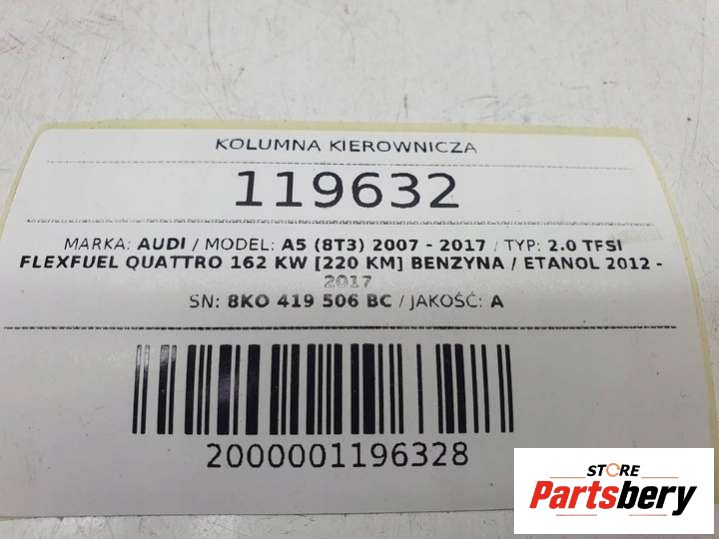 KOLUMNA KIEROWNICZA
119632
MARKA: AUDI / MODEL: A5 (8T3) 2007 - 2017 / TYP: 2.0 TFSI
FLEXFUEL QUATTRO 162 KW [220 KM] BENZYNA / ETANOL 2012 -
2017
SN: 8KO 419 506 BC / JAKOŚĆ: A
2000001196328
STORE
Partsbery